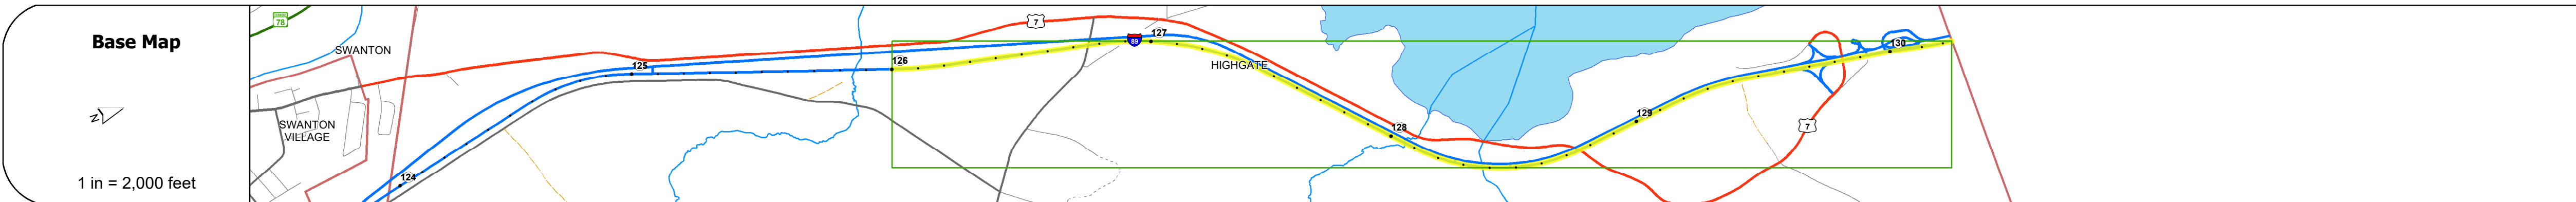 Base Map
1 in = 2,000 feet
N
78
SWANTON
SWANTON
VILLAGE
124
125
126
7
127
89
HIGHGATE
128
129
7
130